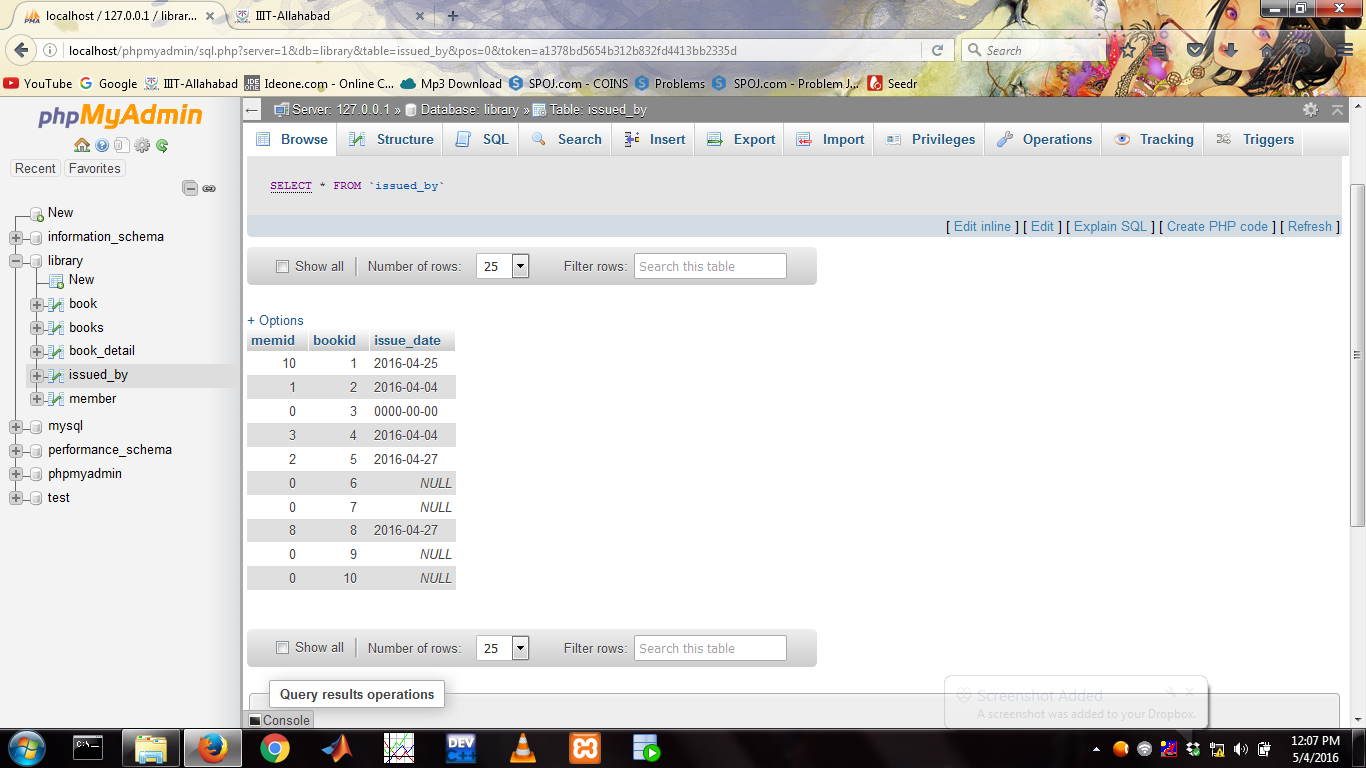 localhost / 127.0.0.1 / librar... × IIIT-Allahabad × +
localhost/phpmyadmin/sql.php?server=1&db=library&table=issued_by&pos=0&token=a1378bd5654b312b832fd4413bb2335d Search
YouTube Google IIIT-Allahabad Ideone.com - Online C... Mp3 Download SPOJ.com - COINS Problems SPOJ.com - Problem J... Seedr
phpMyAdmin
Recent Favorites
New
information_schema
library
New
book
books
book_detail
issued_by
member
mysql
performance_schema
phpmyadmin
test
Server: 127.0.0.1 » Database: library » Table: issued_by
Browse Structure SQL Search Insert Export Import Privileges Operations Tracking Triggers
SELECT * FROM `issued_by`
[ Edit inline ] [ Edit ] [ Explain SQL ] [ Create PHP code ] [ Refresh ]
Show all Number of rows: 25 Filter rows: Search this table
+ Options
memid bookid issue_date
10 1 2016-04-25
1 2 2016-04-04
0 3 0000-00-00
3 4 2016-04-04
2 5 2016-04-27
0 6 NULL
0 7 NULL
8 8 2016-04-27
0 9 NULL
0 10 NULL
Show all Number of rows: 25 Filter rows: Search this table
Query results operations
Console
Screenshot Added
A screenshot was added to your Dropbox.
C:\_
DEV
C++
12:07 PM
5/4/2016